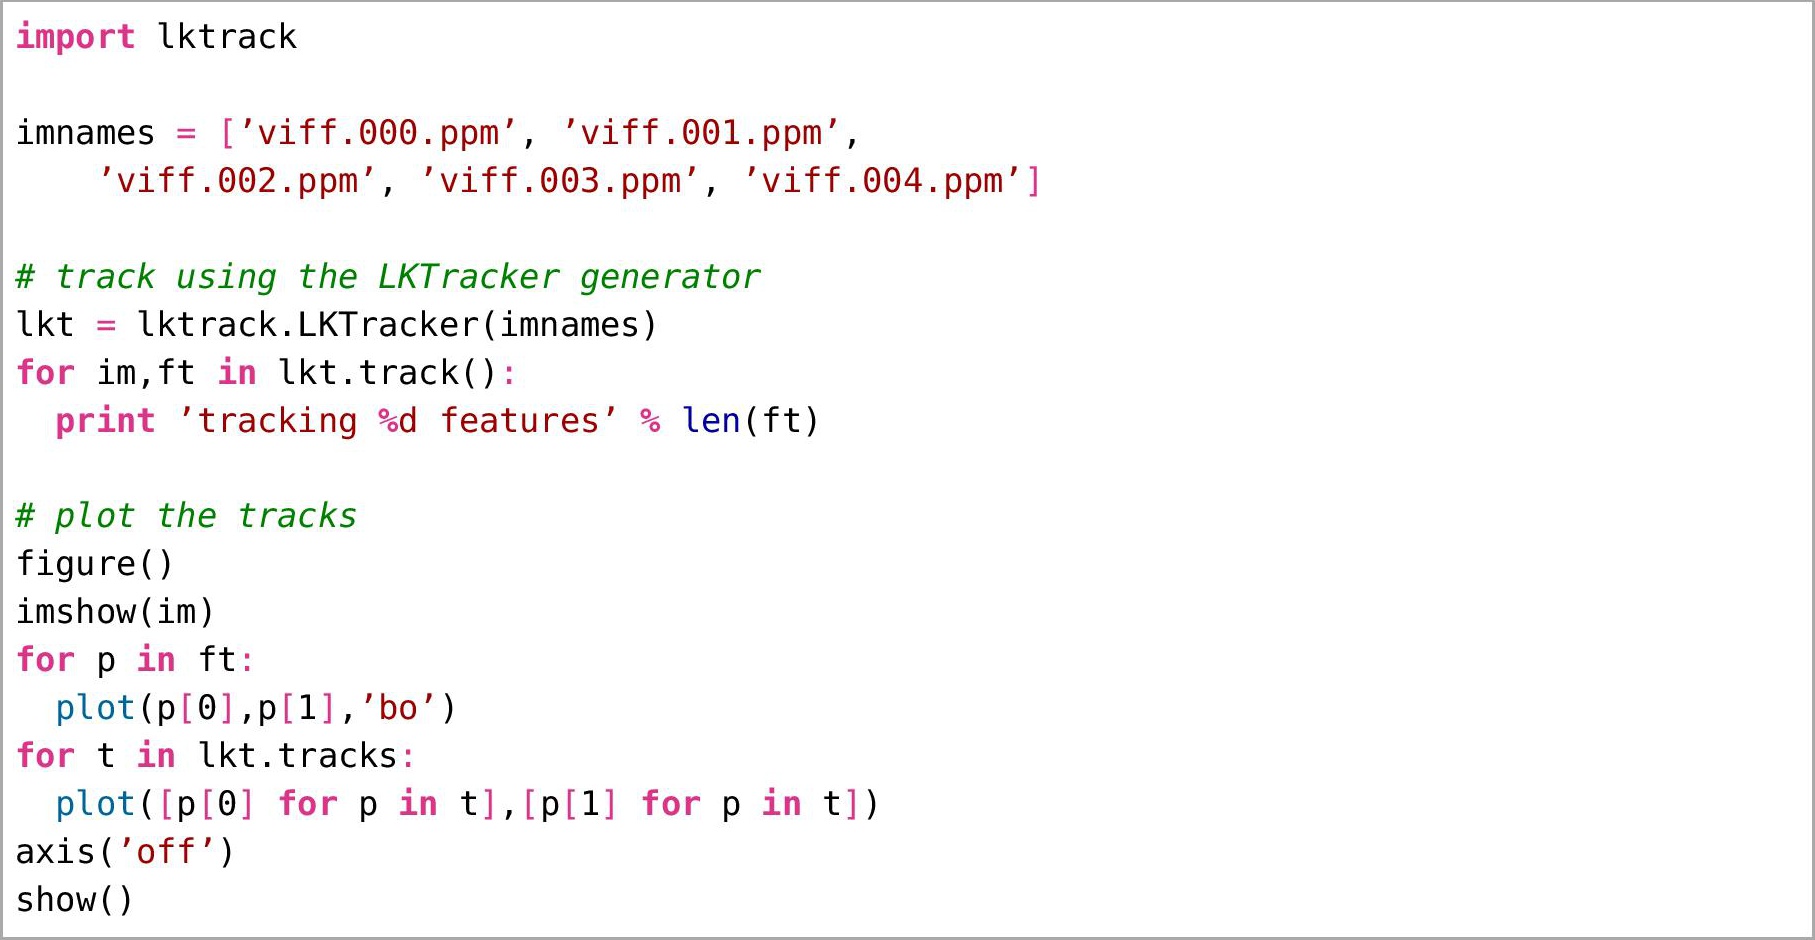 import lktrack
imnames = [’viff.000.ppm’, ’viff.001.ppm’,
    ’viff.002.ppm’, ’viff.003.ppm’, ’viff.004.ppm’]
# track using the LKTracker generator
lkt = lktrack.LKTracker(imnames)
for im,ft in lkt.track():
  print ’tracking %d features’ % len(ft)
# plot the tracks
figure()
imshow(im)
for p in ft:
  plot(p[0],p[1],’bo’)
for t in lkt.tracks:
  plot([p[0] for p in t],[p[1] for p in t])
axis(’off’)
show()